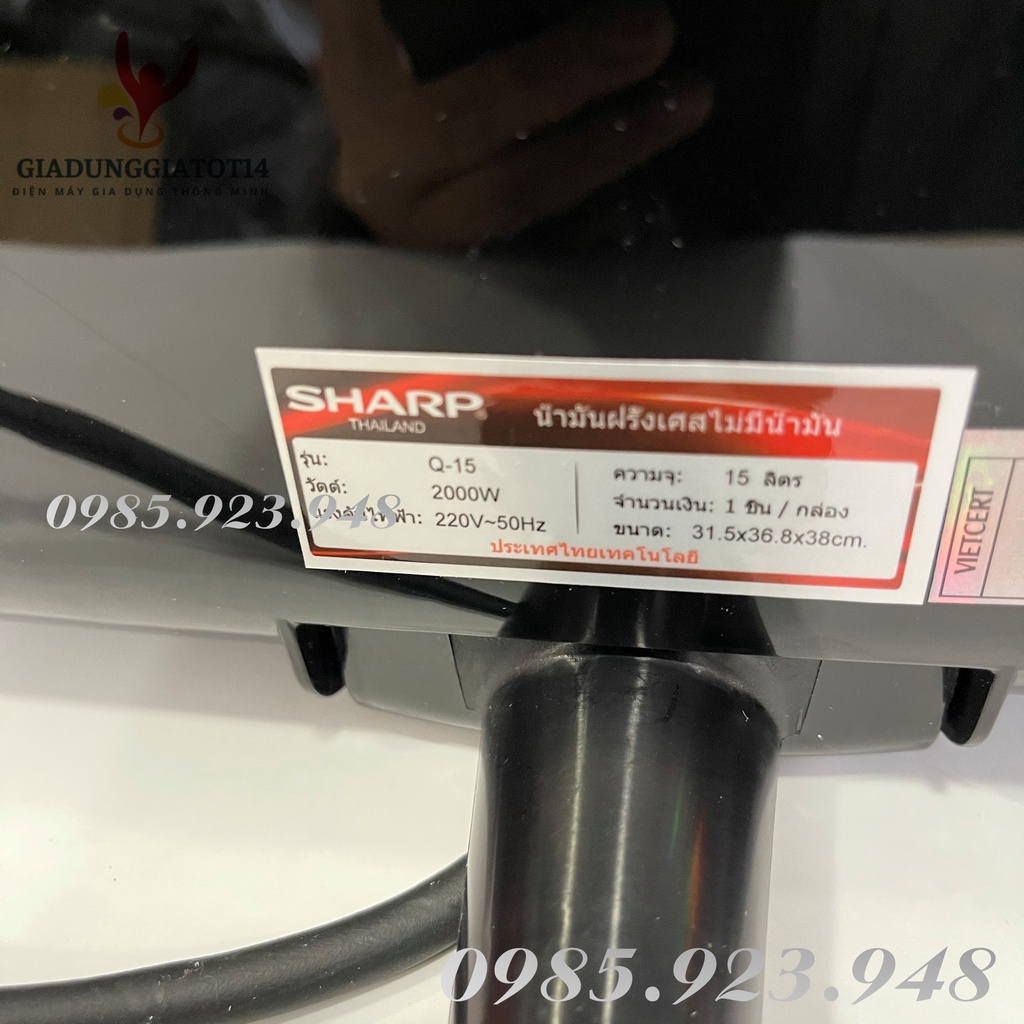 GIADUNGGIATOT14
ĐIỆN MÁY GIA DỤNG THÔNG MINH
SHARP
THAILAND
น้ำมันฝรั่งเศสไม่มีน้ำมัน
รุ่น: Q-15
วัตต์: 2000W
220V~50Hz
ความจุ: 15 ลิตร
จำนวนเงิน: 1 ชิ้น / กล่อง
ขนาด: 31.5x36.8x38cm.
ประเทศไทยเทคโนโลยี
VIETCERT
0985.923.948
0985.923.948